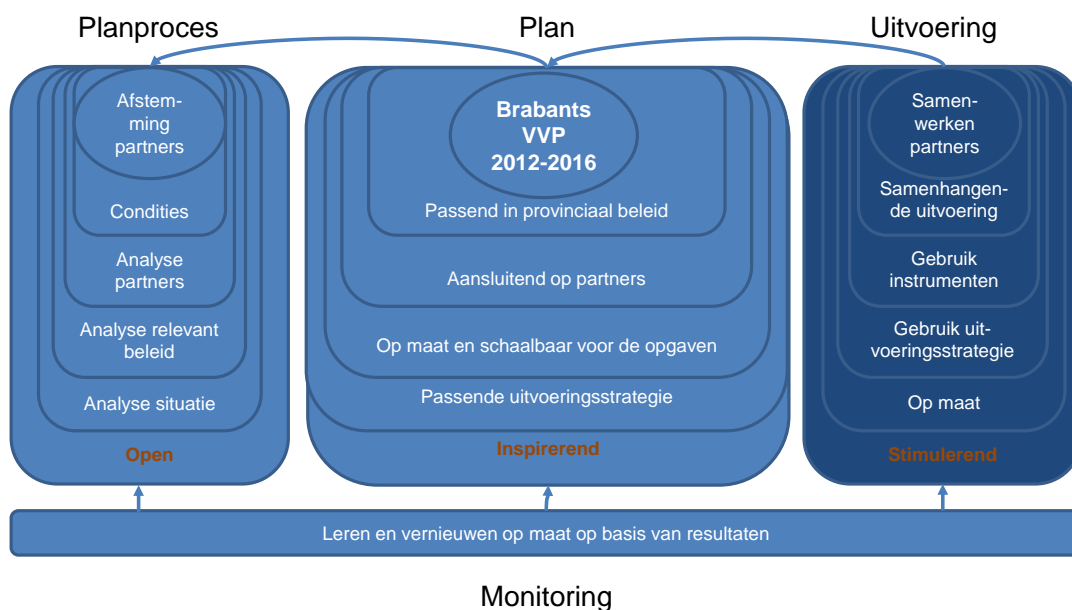 Planproces
Plan
Uitvoering
Afstem-
ming
partners
Condities
Analyse
partners
Analyse relevant
beleid
Analyse situatie
Open
Brabants
VVP
2012-2016
Passend in provinciaal beleid
Aansluitend op partners
Op maat en schaalbaar voor de opgaven
Passende uitvoeringsstrategie
Inspirerend
Samen-
werken
partners
Samenhangen-
de uitvoering
Gebruik
instrumenten
Gebruik uit-
voeringsstrategie
Op maat
Stimulerend
Leren en vernieuwen op maat op basis van resultaten
Monitoring